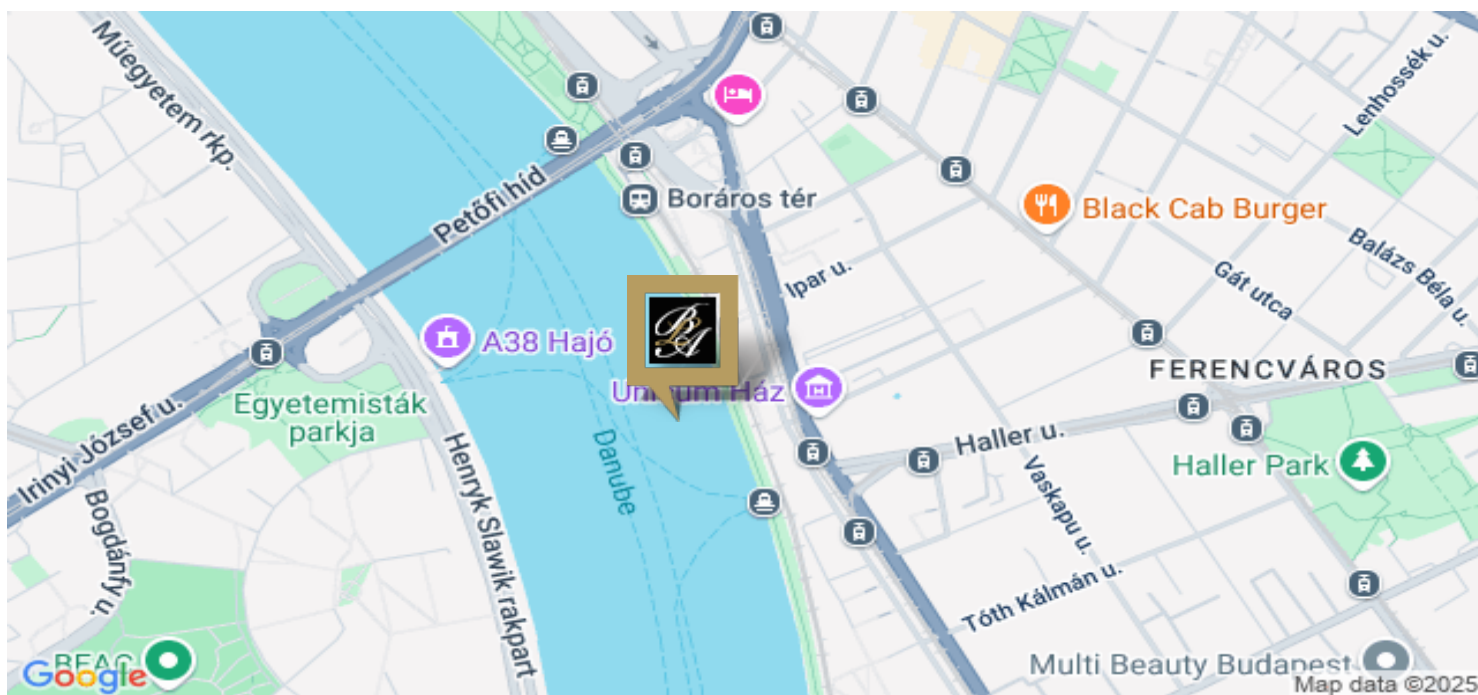 Műegyetem rkp.
Lenhossék u.
Petőfi híd
Boráros tér
Black Cab Burger
Ipar u.
Gát utca
Balázs Béla u.
A38 Hajó
FERENCVÁROS
Egyetemisták
parkja
Irinyi József u.
Danube
Haller u.
Haller Park
Vaskapu u.
Bogdánfy u.
Henryk Slawik rakpart
Tóth Kálmán u.
Multi Beauty Budapest
Google
Map data ©2025